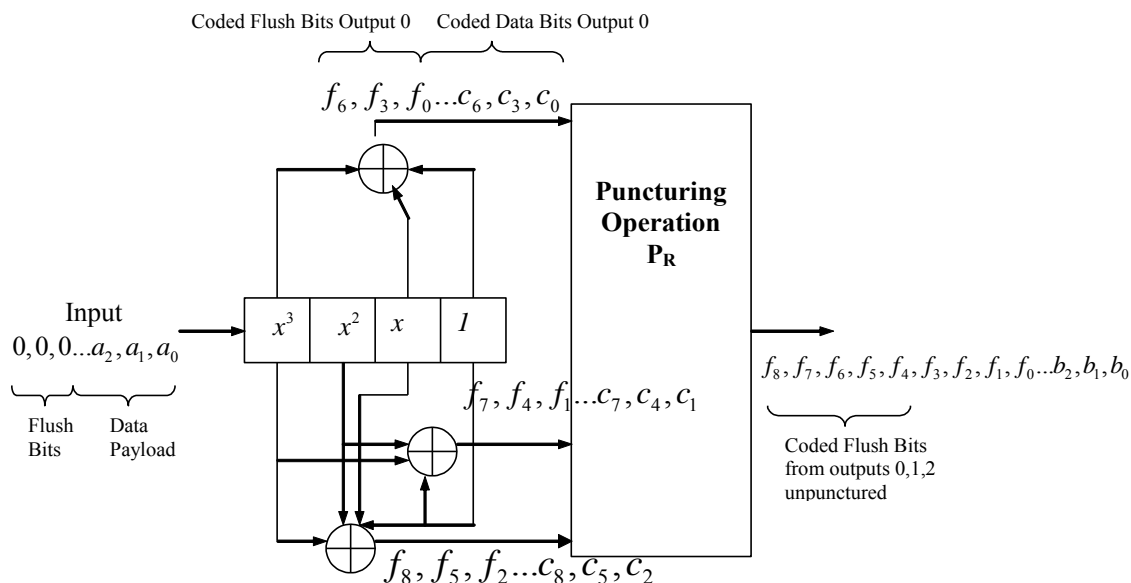 Coded Flush Bits Output 0 Coded Data Bits Output 0
f₆, f₃, f₀...c₆, c₃, c₀
Puncturing
Operation
P_R
Input
x³ x² x 1
0,0,0...a₂,a₁,a₀
Flush
Bits
Data
Payload
f₇, f₄, f₁...c₇, c₄, c₁
f₈, f₇, f₆, f₅, f₄, f₃, f₂, f₁, f₀...b₂, b₁, b₀
Coded Flush Bits
from outputs 0,1,2
unpunctured
f₈, f₅, f₂...c₈, c₅, c₂